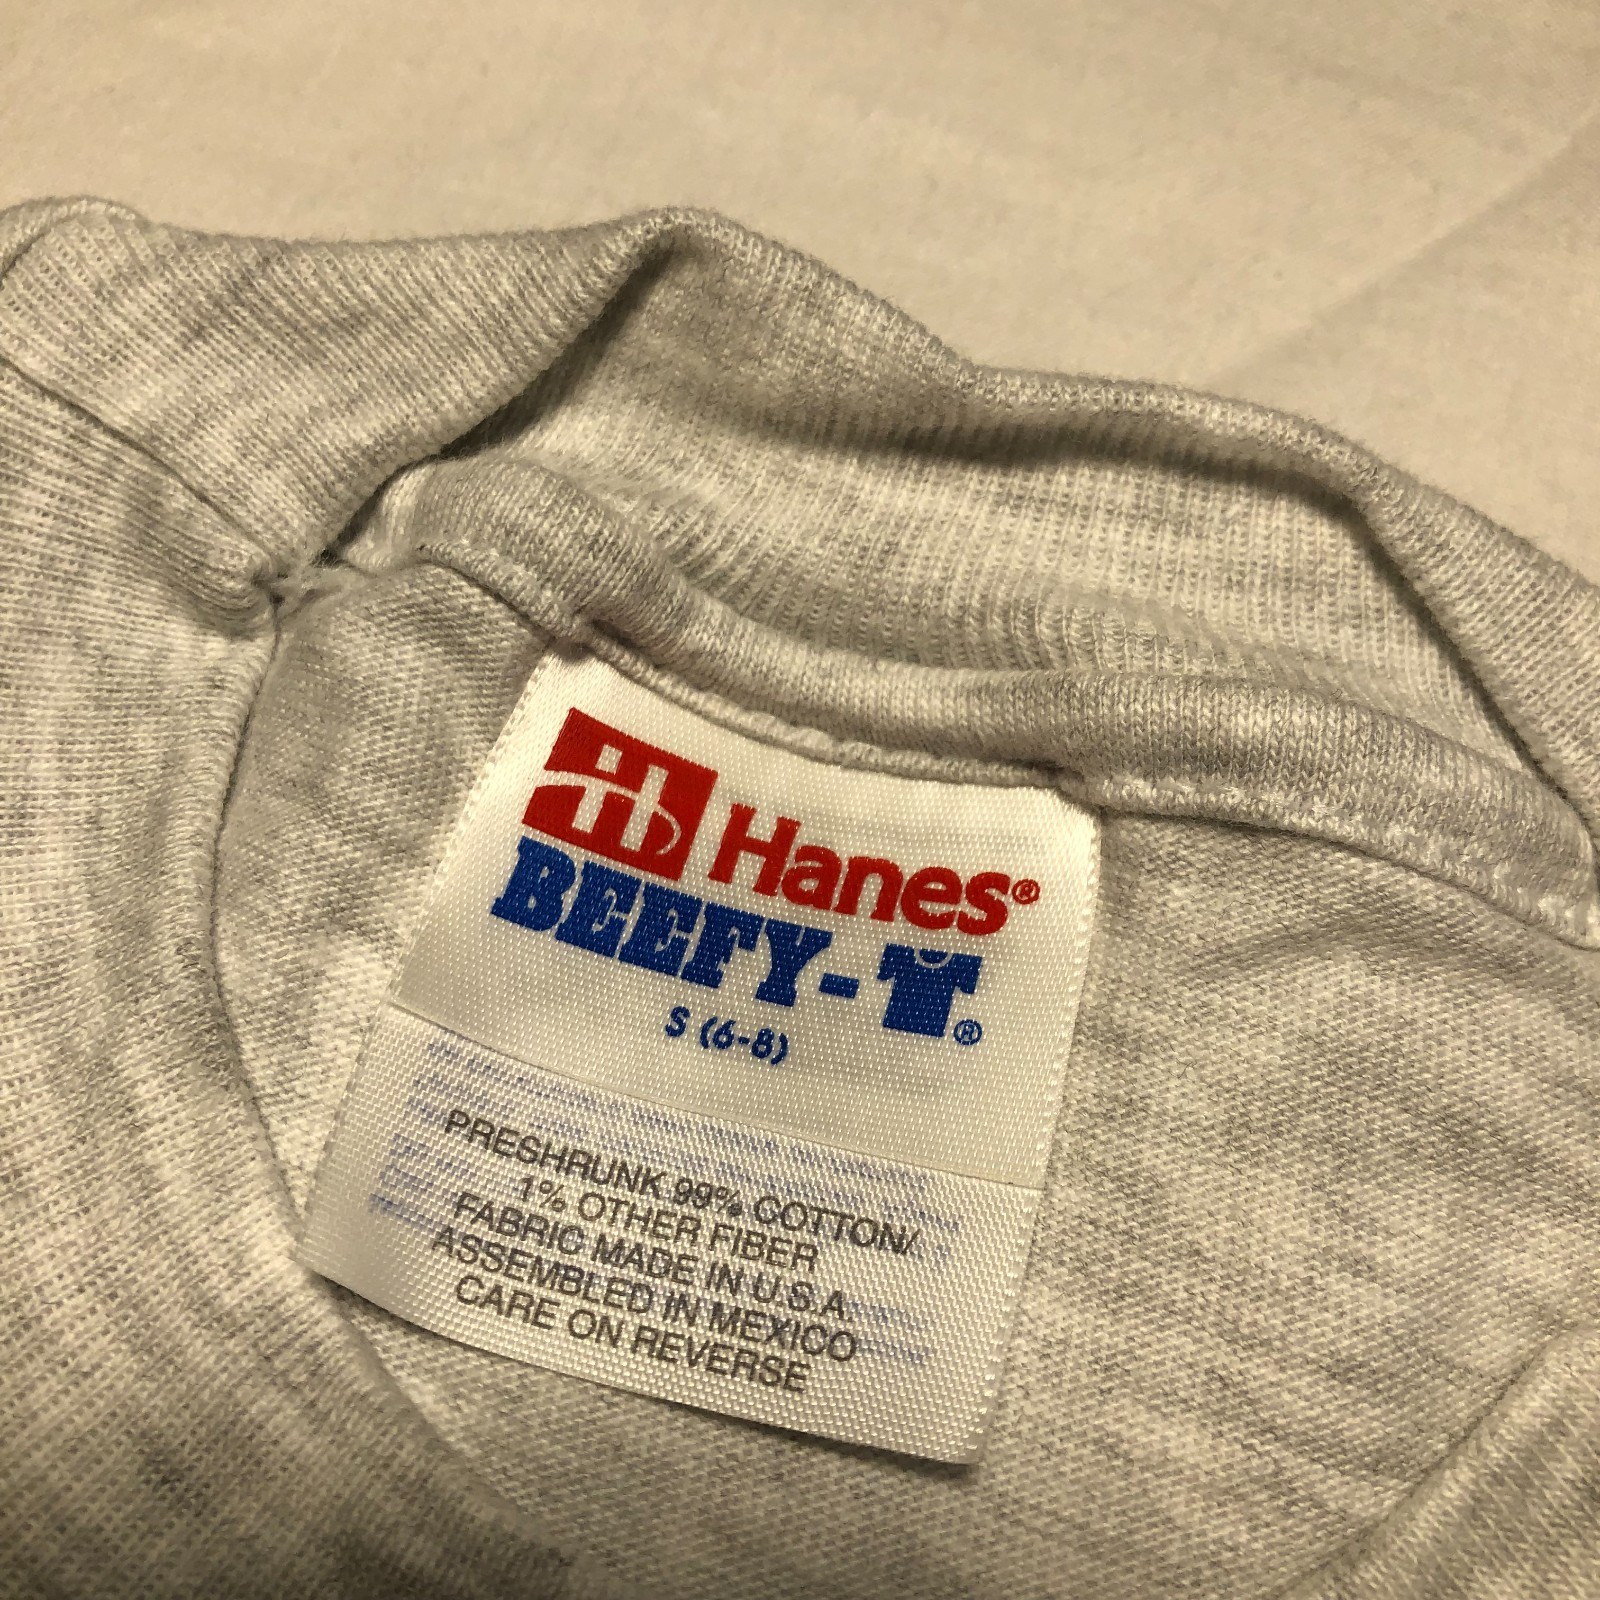 Hanes®
BEEFY-T®
S (6-8)
PRESHRUNK 99% COTTON/
1% OTHER FIBER
FABRIC MADE IN U.S.A.
ASSEMBLED IN MEXICO
CARE ON REVERSE